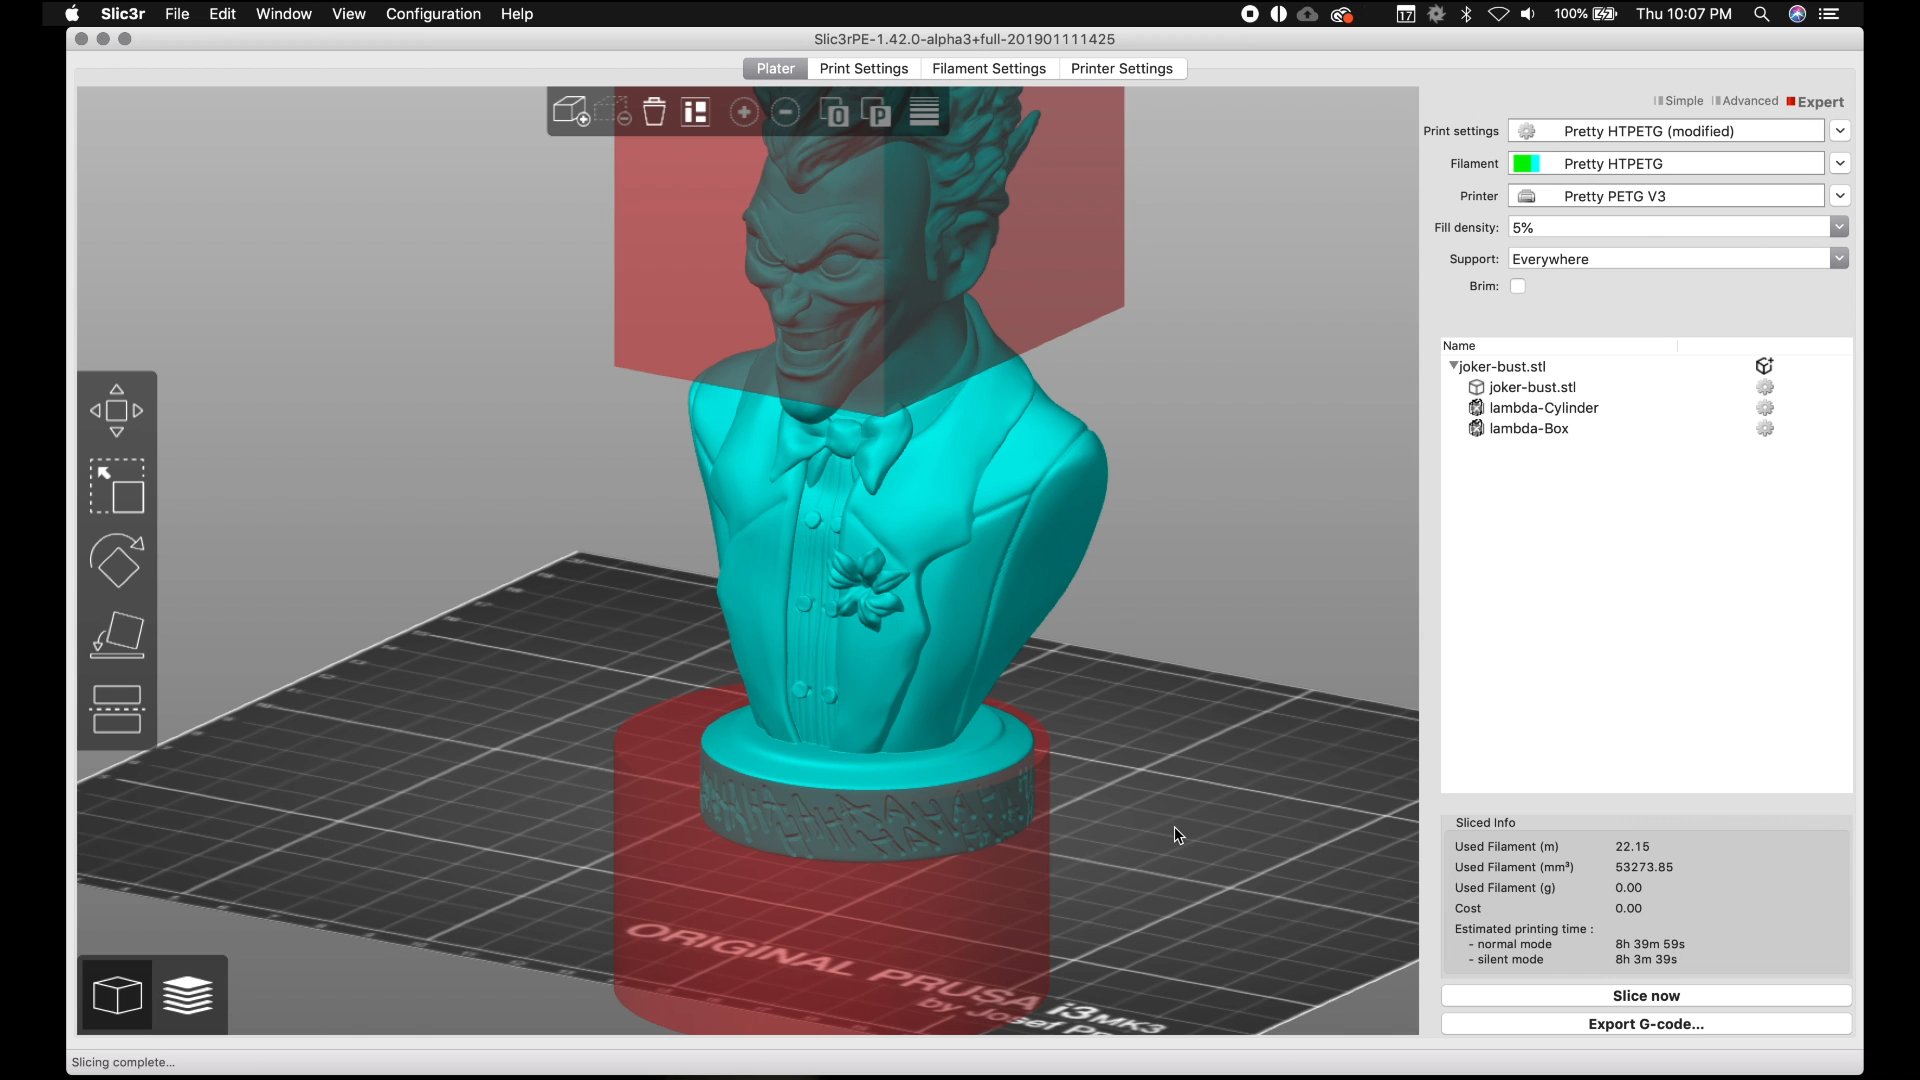 Slic3r File Edit Window View Configuration Help
17 100% Thu 10:07 PM
Slic3rPE-1.42.0-alpha3+full-201901111425
Plater Print Settings Filament Settings Printer Settings
Simple Advanced Expert
Print settings Pretty HTPETG (modified)
Filament Pretty HTPETG
Printer Pretty PETG V3
Fill density: 5%
Support: Everywhere
Brim:
Name
joker-bust.stl
joker-bust.stl
lambda-Cylinder
lambda-Box
ORIGINAL PRUSA i3 MK3
by Josef
Sliced Info
Used Filament (m) 22.15
Used Filament (mm³) 53273.85
Used Filament (g) 0.00
Cost 0.00
Estimated printing time :
- normal mode 8h 39m 59s
- silent mode 8h 3m 39s
Slice now
Export G-code...
Slicing complete...